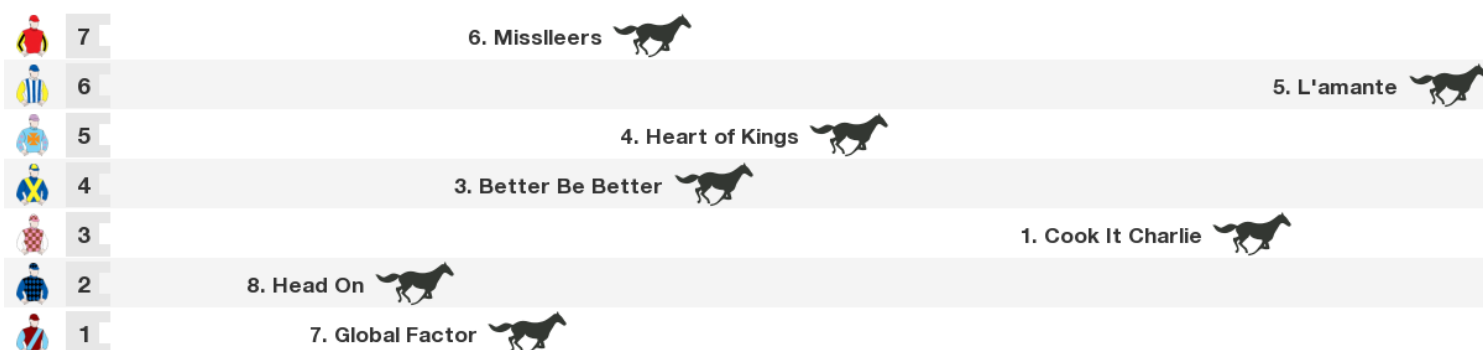 7 6. Misslleers
6 5. L'amante
5 4. Heart of Kings
4 3. Better Be Better
3 1. Cook It Charlie
2 8. Head On
1 7. Global Factor